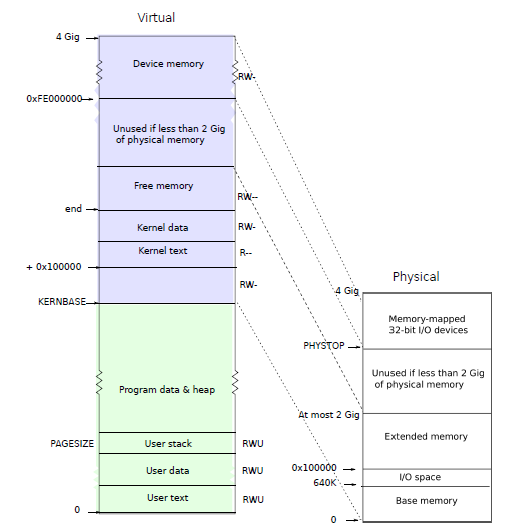 Virtual
4 Gig
Device memory
RW-
0xFE000000
Unused if less than 2 Gig
of physical memory
Free memory
RW--
end
Kernel data
RW-
Kernel text
R--
+ 0x100000
RW-
KERNBASE
Program data & heap
PAGESIZE
User stack
RWU
User data
RWU
User text
RWU
0
Physical
4 Gig
Memory-mapped
32-bit I/O devices
PHYSTOP
Unused if less than 2 Gig
of physical memory
At most 2 Gig
Extended memory
0x100000
I/O space
640K
Base memory
0